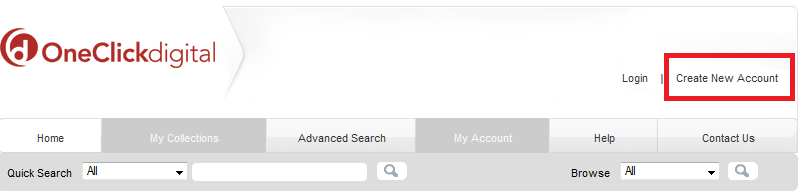 OneClickdigital
Login | Create New Account
Home My Collections Advanced Search My Account Help Contact Us
Quick Search All Browse All